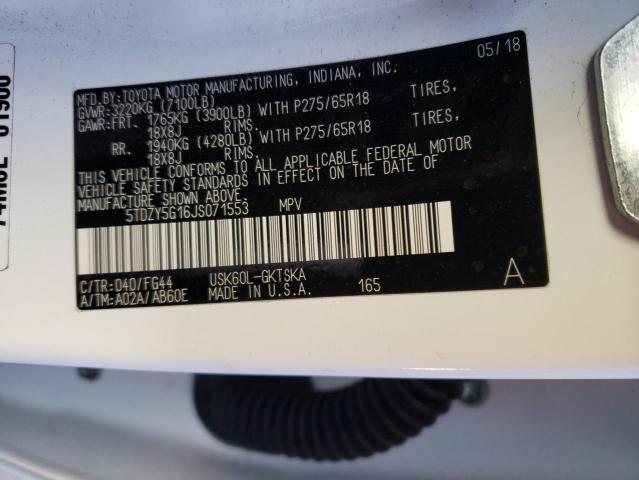 MFD.BY:TOYOTA MOTOR MANUFACTURING, INDIANA, INC. 05/18
GVWR: 3220KG (7100LB)
GAWR:FRT. 1765KG (3900LB) WITH P275/65R18 TIRES,
18X8J RIMS.
RR. 1940KG (4280LB) WITH P275/65R18 TIRES,
18X8J RIMS.
THIS VEHICLE CONFORMS TO ALL APPLICABLE FEDERAL MOTOR
VEHICLE SAFETY STANDARDS IN EFFECT ON THE DATE OF
MANUFACTURE SHOWN ABOVE.
5TDZY5G16JS071553 MPV
C/TR:040/FG44 USK60L-GKTSKA
A/TM:A02A/AB60E MADE IN U.S.A. 165 A